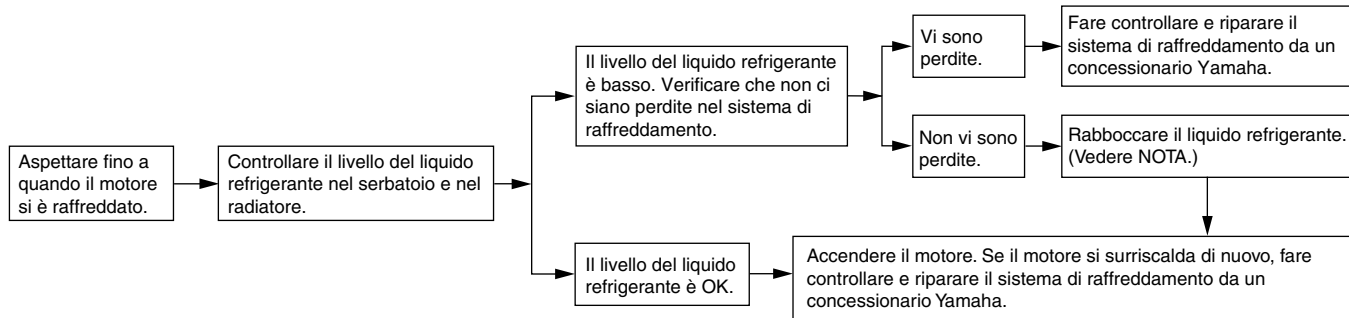 Aspettare fino a
quando il motore
si è raffreddato.
Controllare il livello del liquido
refrigerante nel serbatoio e nel
radiatore.
Il livello del liquido refrigerante
è basso. Verificare che non ci
siano perdite nel sistema di
raffreddamento.
Vi sono
perdite.
Fare controllare e riparare il
sistema di raffreddamento da un
concessionario Yamaha.
Non vi sono
perdite.
Rabboccare il liquido refrigerante.
(Vedere NOTA.)
Il livello del liquido
refrigerante è OK.
Accendere il motore. Se il motore si surriscalda di nuovo, fare
controllare e riparare il sistema di raffreddamento da un
concessionario Yamaha.